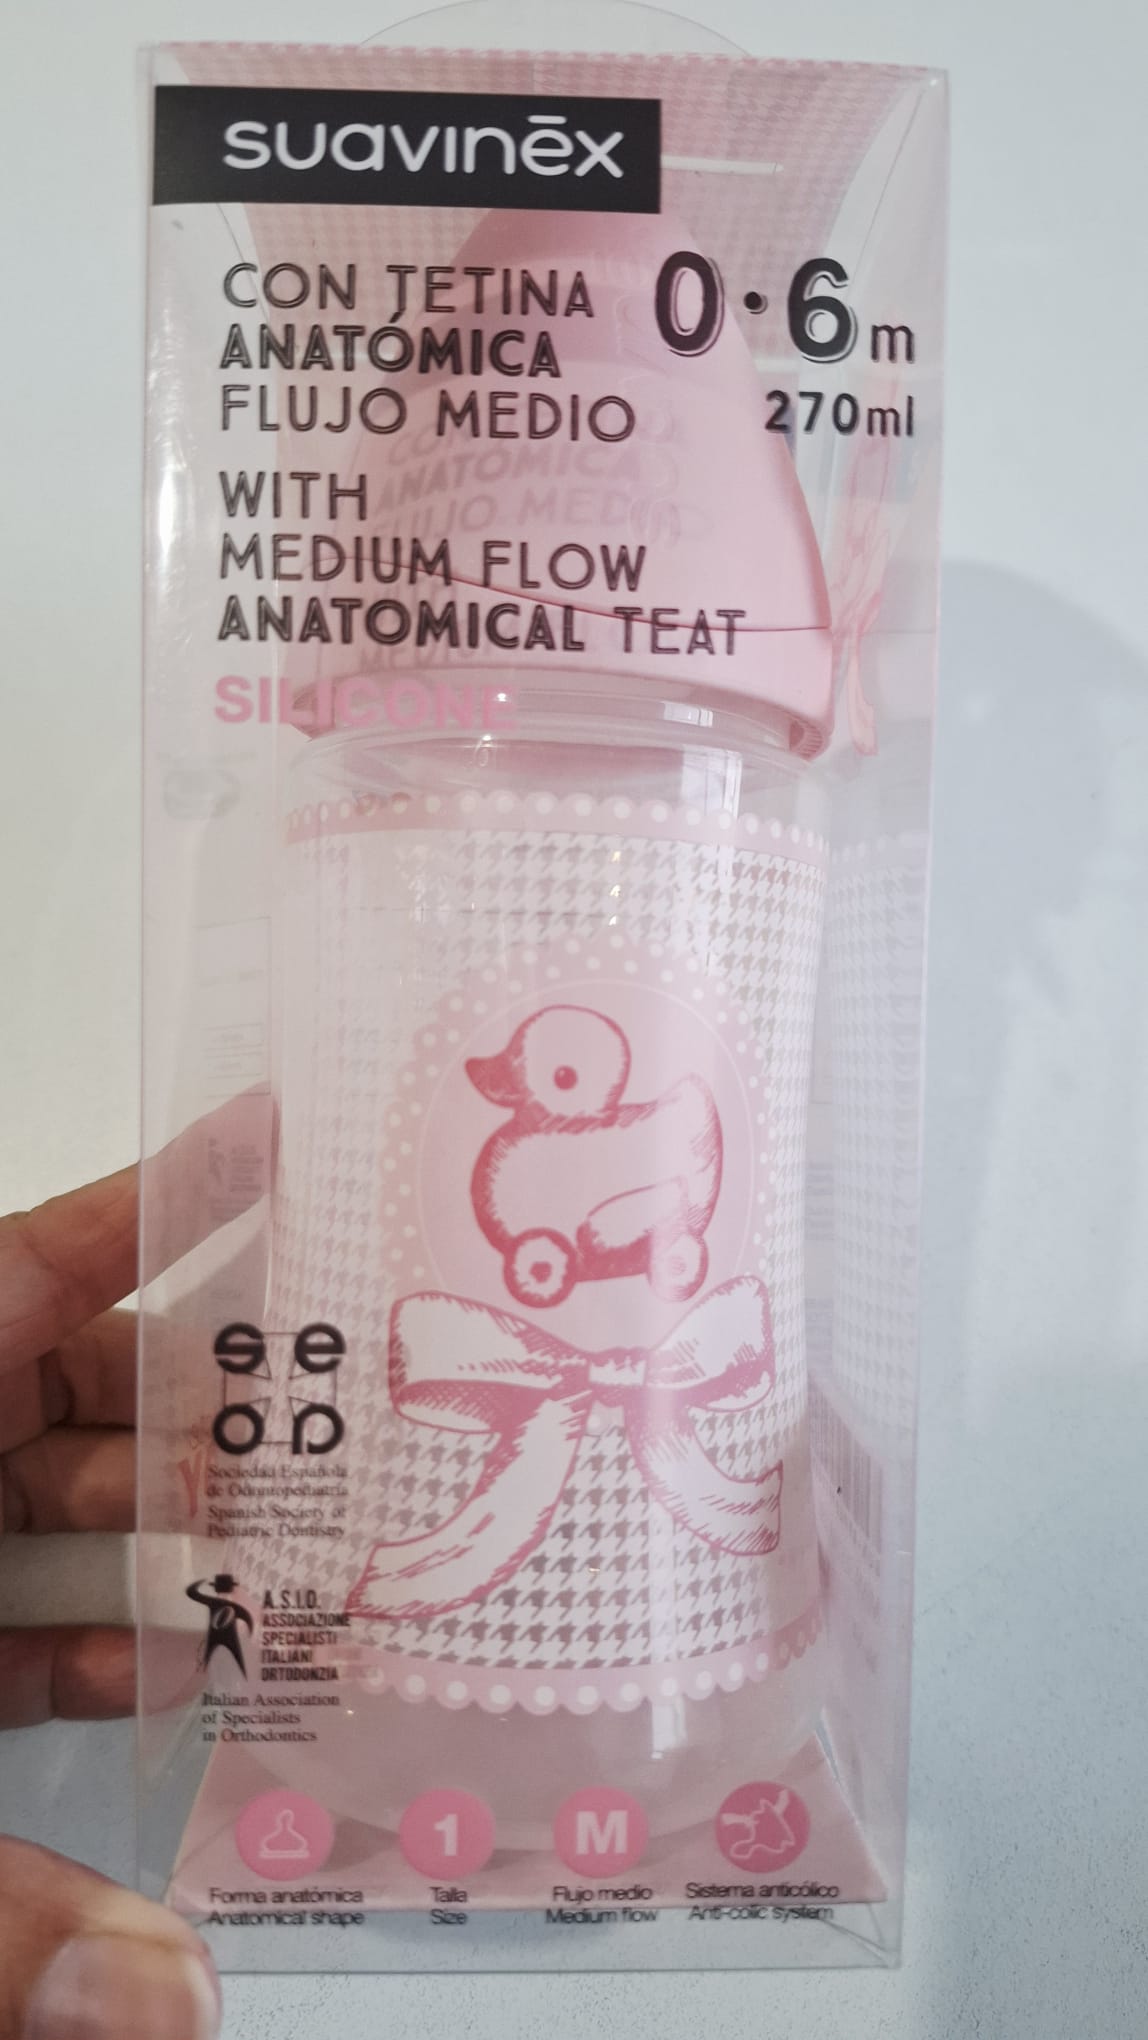 suavinēx
CON TETINA
ANATÓMICA
FLUJO MEDIO
0·6m
270ml
WITH
MEDIUM FLOW
ANATOMICAL TEAT
SILICONE
se
op
Sociedad Española
de Odontopediatría
Spanish Society of
Pediatric Dentistry
A.S.I.O.
ASSOCIAZIONE
SPECIALISTI
ITALIANI
ORTODONZIA
Italian Association
of Specialists
in Orthodontics
1
M
Forma anatómica
Anatomical shape
Talla
Size
Flujo medio
Medium flow
Sistema anticólico
Anti-colic system